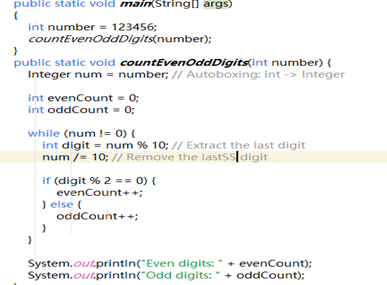 public static void main(String[] args)
{
int number = 123456;
countEvenOddDigits(number);
}
public static void countEvenOddDigits(int number) {
Integer num = number; // Autoboxing: int -> Integer
int evenCount = 0;
int oddCount = 0;
while (num != 0) {
int digit = num % 10; // Extract the last digit
num /= 10; // Remove the lastSS digit
if (digit % 2 == 0) {
evenCount++;
} else {
oddCount++;
}
}
System.out.println("Even digits: " + evenCount);
System.out.println("Odd digits: " + oddCount);
}